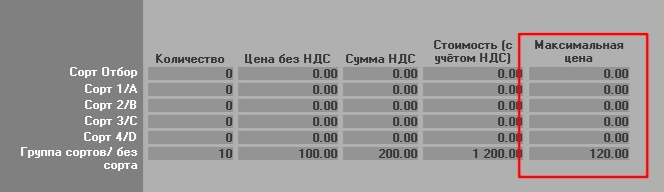 Количество Цена без НДС Сумма НДС Стоимость (с учётом НДС) Максимальная цена
Сорт Отбор 0 0.00 0.00 0.00 0.00
Сорт 1/A 0 0.00 0.00 0.00 0.00
Сорт 2/B 0 0.00 0.00 0.00 0.00
Сорт 3/C 0 0.00 0.00 0.00 0.00
Сорт 4/D 0 0.00 0.00 0.00 0.00
Группа сортов/ без 10 100.00 200.00 1 200.00 120.00
сорта